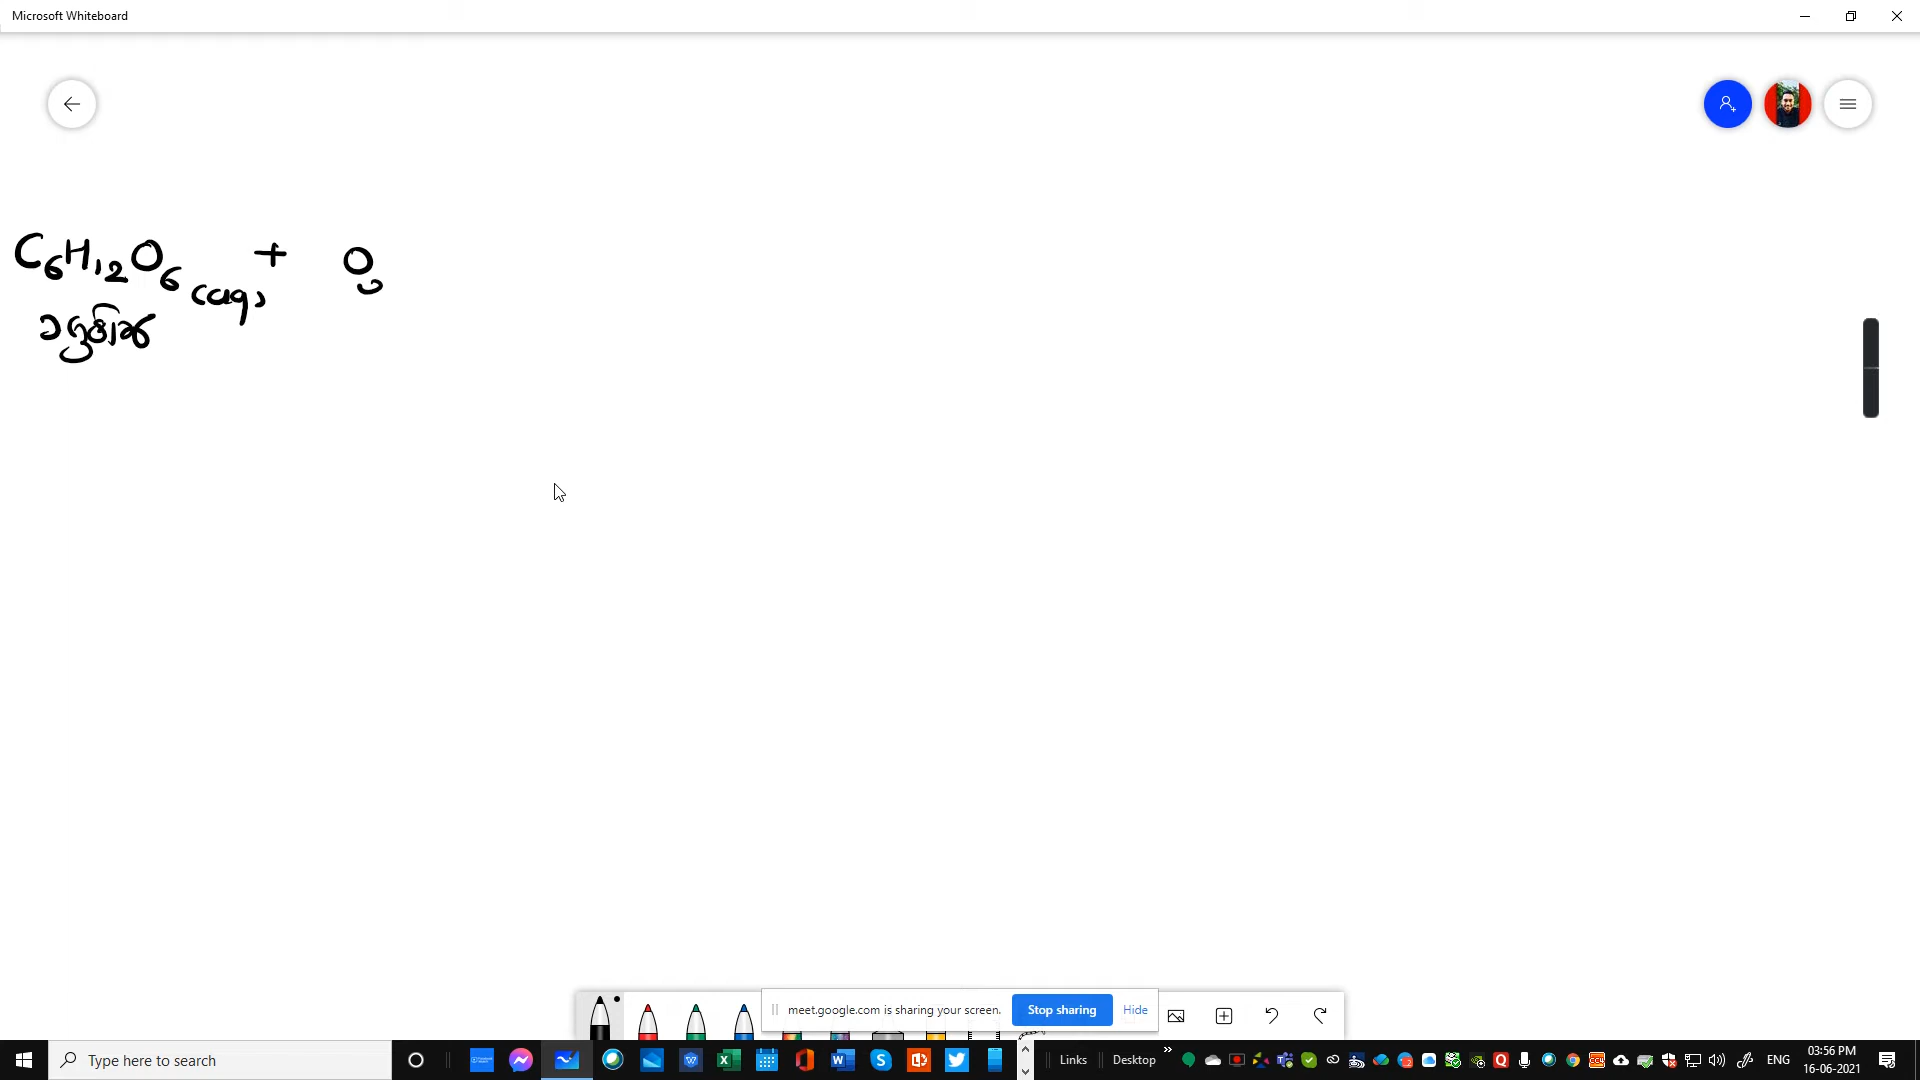 Microsoft Whiteboard
C₆H₁₂O₆ (aq) + O
meet.google.com is sharing your screen.
Stop sharing
Hide
Type here to search
Links
Desktop
ENG
03:56 PM
16-06-2021